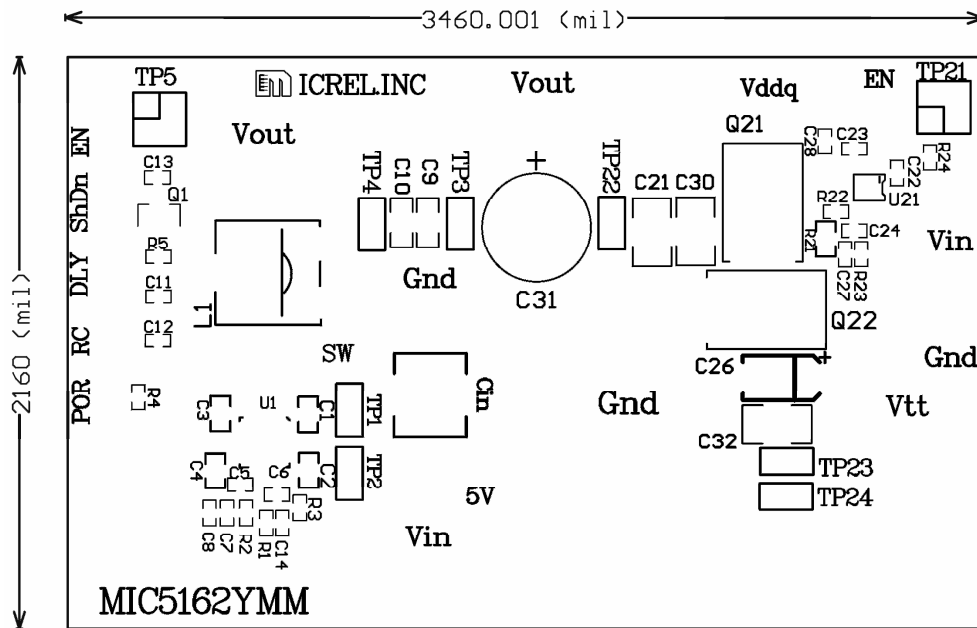 3460.001 (mil)
2160 (mil)
TP5
ICREL.INC
Vout
Vout
Vddq
EN
TP21
EN
ShDn
DLY
RC
POR
C13
Q1
R5
C11
C12
R4
L1
TP4
C10
C9
TP3
TP22
C21
C30
Q21
C28
C23
R24
C22
U21
R22
R21
C24
C27
R23
Vin
Gnd
C31
Q22
C26
+
+
Gnd
SW
Cin
Gnd
Vtt
C32
TP23
TP24
C3
U1
C1
TP1
C4
C5
C6
C2
TP2
R3
5V
Vin
C8
C7
R2
R1
C14
MIC5162YMM